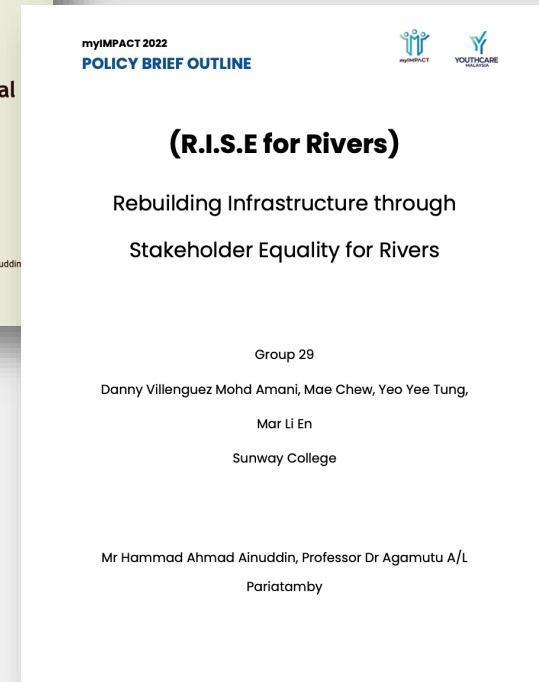 myIMPACT 2022
POLICY BRIEF OUTLINE
myIMPACT
YOUTHCARE
MALAYSIA
al
(R.I.S.E for Rivers)
Rebuilding Infrastructure through
Stakeholder Equality for Rivers
uddin
Group 29
Danny Villenguez Mohd Amani, Mae Chew, Yeo Yee Tung,
Mar Li En
Sunway College
Mr Hammad Ahmad Ainuddin, Professor Dr Agamutu A/L
Pariatamby